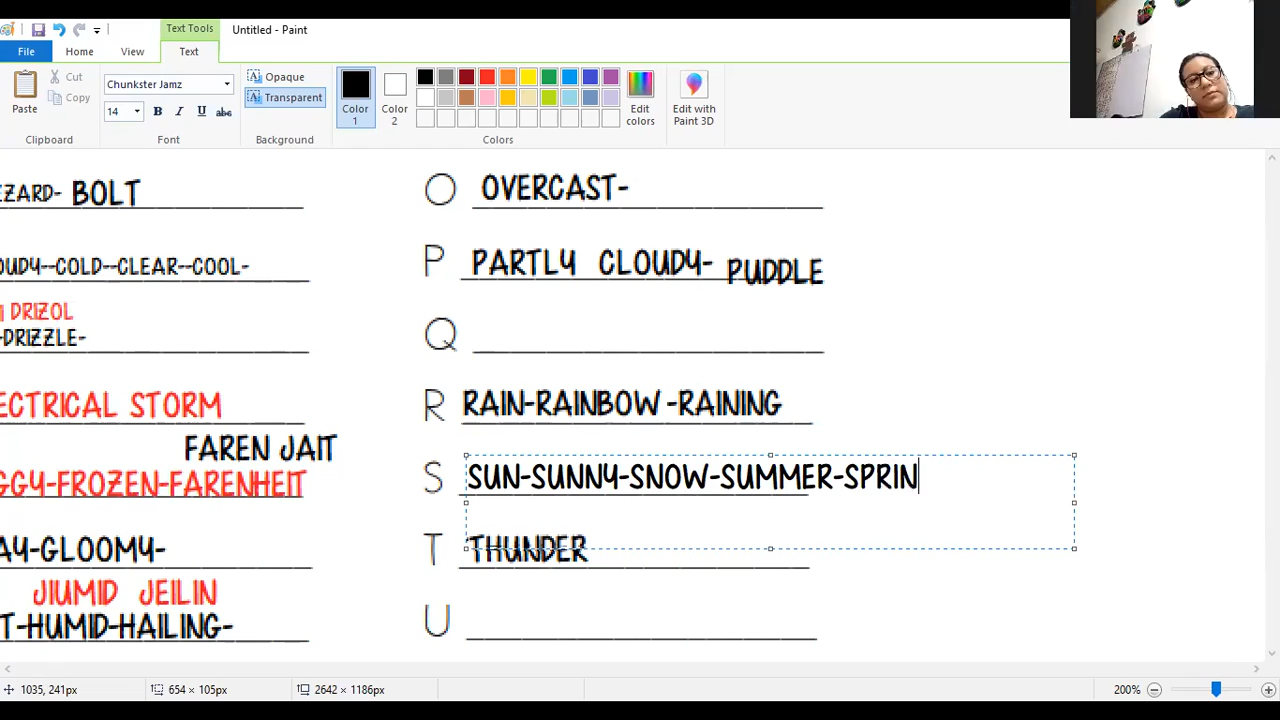 Text Tools
Untitled - Paint
File Home View Text
Paste
Cut
Copy
Clipboard
Chunkster Jamz
14 B I U abc
Font
Opaque
Transparent
Background
Color 1
Color 2
Edit colors
Edit with Paint 3D
Colors
ZZARD- BOLT
OUDY--COLD--CLEAR--COOL-
DRIZOL
-DRIZZLE-
ECTRICAL STORM
FAREN JAIT
GGY-FROZEN-FARENHEIT
AY-GLOOMY-
JIUMID JEILIN
T-HUMID-HAILING-
O OVERCAST-
P PARTLY CLOUDY- PUDDLE
Q
R RAIN-RAINBOW -RAINING
S SUN-SUNNY-SNOW-SUMMER-SPRIN
T THUNDER
U
1035, 241px 654 × 105px 2642 × 1186px 200%